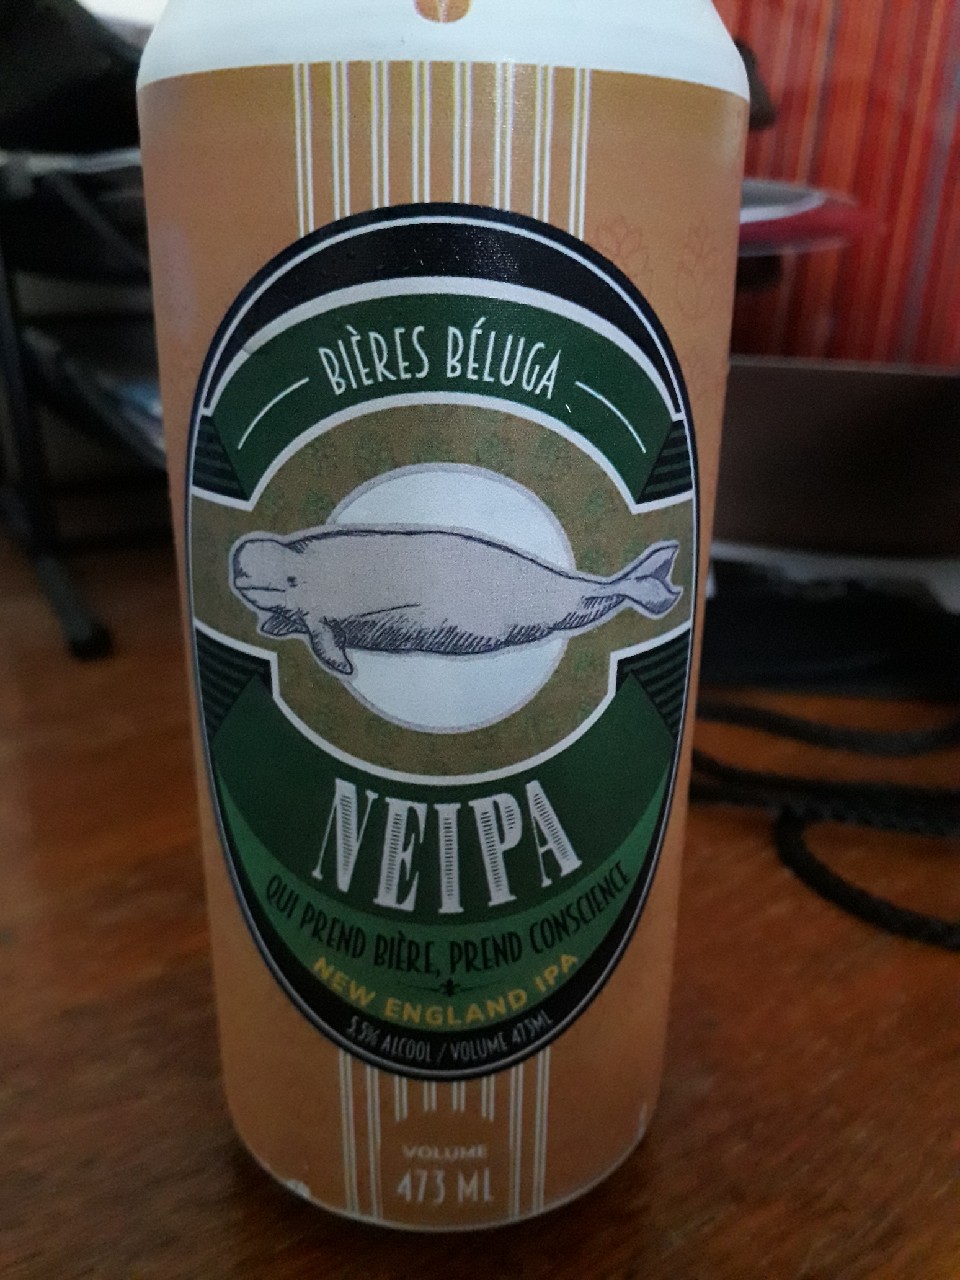 BIÈRES BÉLUGA
NEIPA
QUI PREND BIÈRE, PREND CONSCIENCE
NEW ENGLAND IPA
5,5% ALCOOL / VOLUME 473ML
VOLUME
473 ML